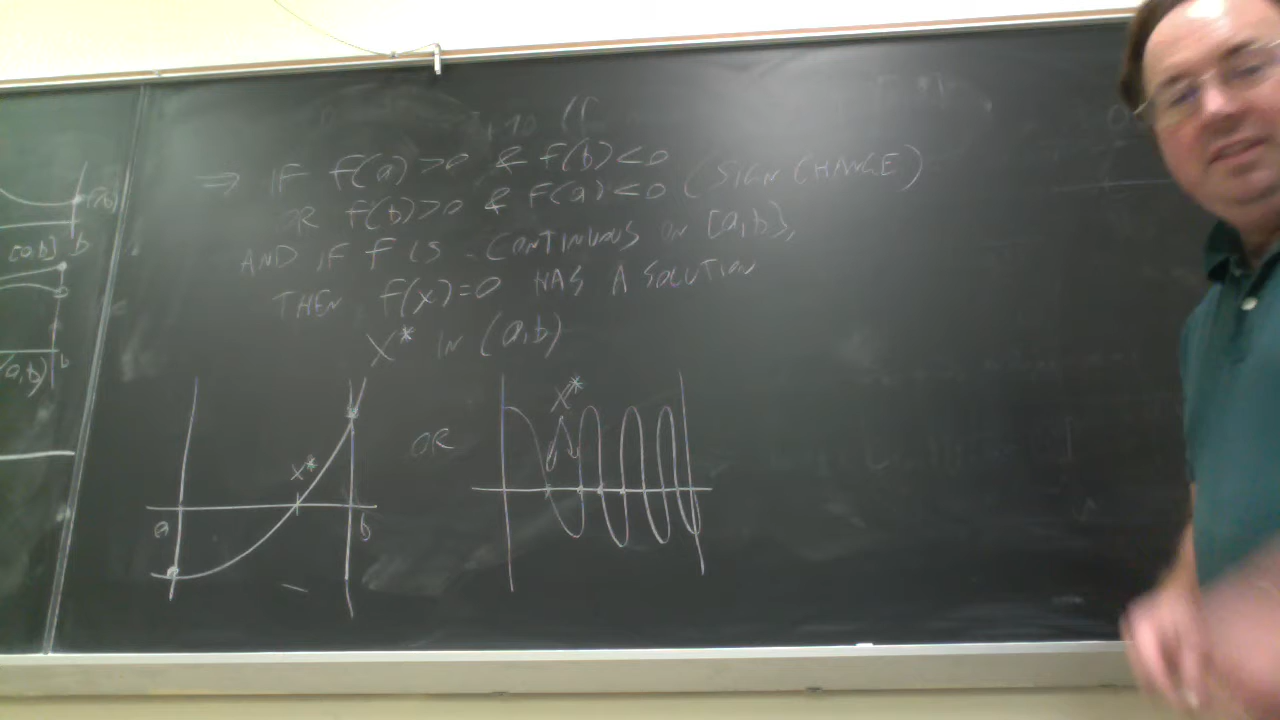 ⇒ IF f(a)>0 & f(b)<0
OR f(b)>0 & f(a)<0 (SIGN CHANGE)
AND IF f IS CONTINUOUS ON [a,b],
THEN f(x)=0 HAS A SOLUTION
X* IN (a,b)
X*
a
b
OR
X*
[a,b]
b
(a,b)
b